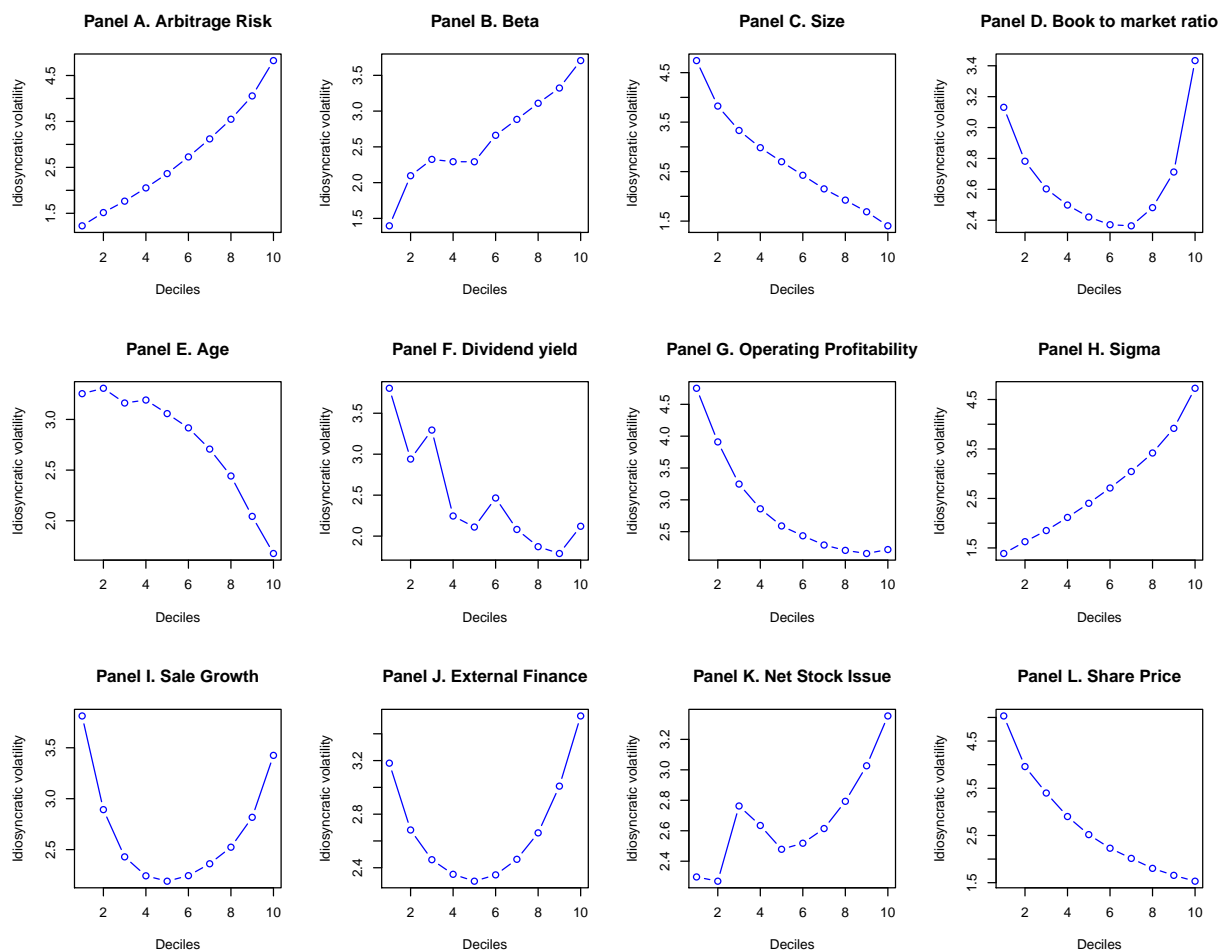 Panel A. Arbitrage Risk
Idiosyncratic volatility
1.5 2.5 3.5 4.5
2 4 6 8 10
Deciles
Panel B. Beta
Idiosyncratic volatility
1.5 2.0 2.5 3.0 3.5
2 4 6 8 10
Deciles
Panel C. Size
Idiosyncratic volatility
1.5 2.5 3.5 4.5
2 4 6 8 10
Deciles
Panel D. Book to market ratio
Idiosyncratic volatility
2.4 2.6 2.8 3.0 3.2 3.4
2 4 6 8 10
Deciles
Panel E. Age
Idiosyncratic volatility
2.0 2.5 3.0
2 4 6 8 10
Deciles
Panel F. Dividend yield
Idiosyncratic volatility
2.0 2.5 3.0 3.5
2 4 6 8 10
Deciles
Panel G. Operating Profitability
Idiosyncratic volatility
2.5 3.0 3.5 4.0 4.5
2 4 6 8 10
Deciles
Panel H. Sigma
Idiosyncratic volatility
1.5 2.5 3.5 4.5
2 4 6 8 10
Deciles
Panel I. Sale Growth
Idiosyncratic volatility
2.5 3.0 3.5
2 4 6 8 10
Deciles
Panel J. External Finance
Idiosyncratic volatility
2.4 2.8 3.2
2 4 6 8 10
Deciles
Panel K. Net Stock Issue
Idiosyncratic volatility
2.4 2.6 2.8 3.0 3.2
2 4 6 8 10
Deciles
Panel L. Share Price
Idiosyncratic volatility
1.5 2.5 3.5 4.5
2 4 6 8 10
Deciles